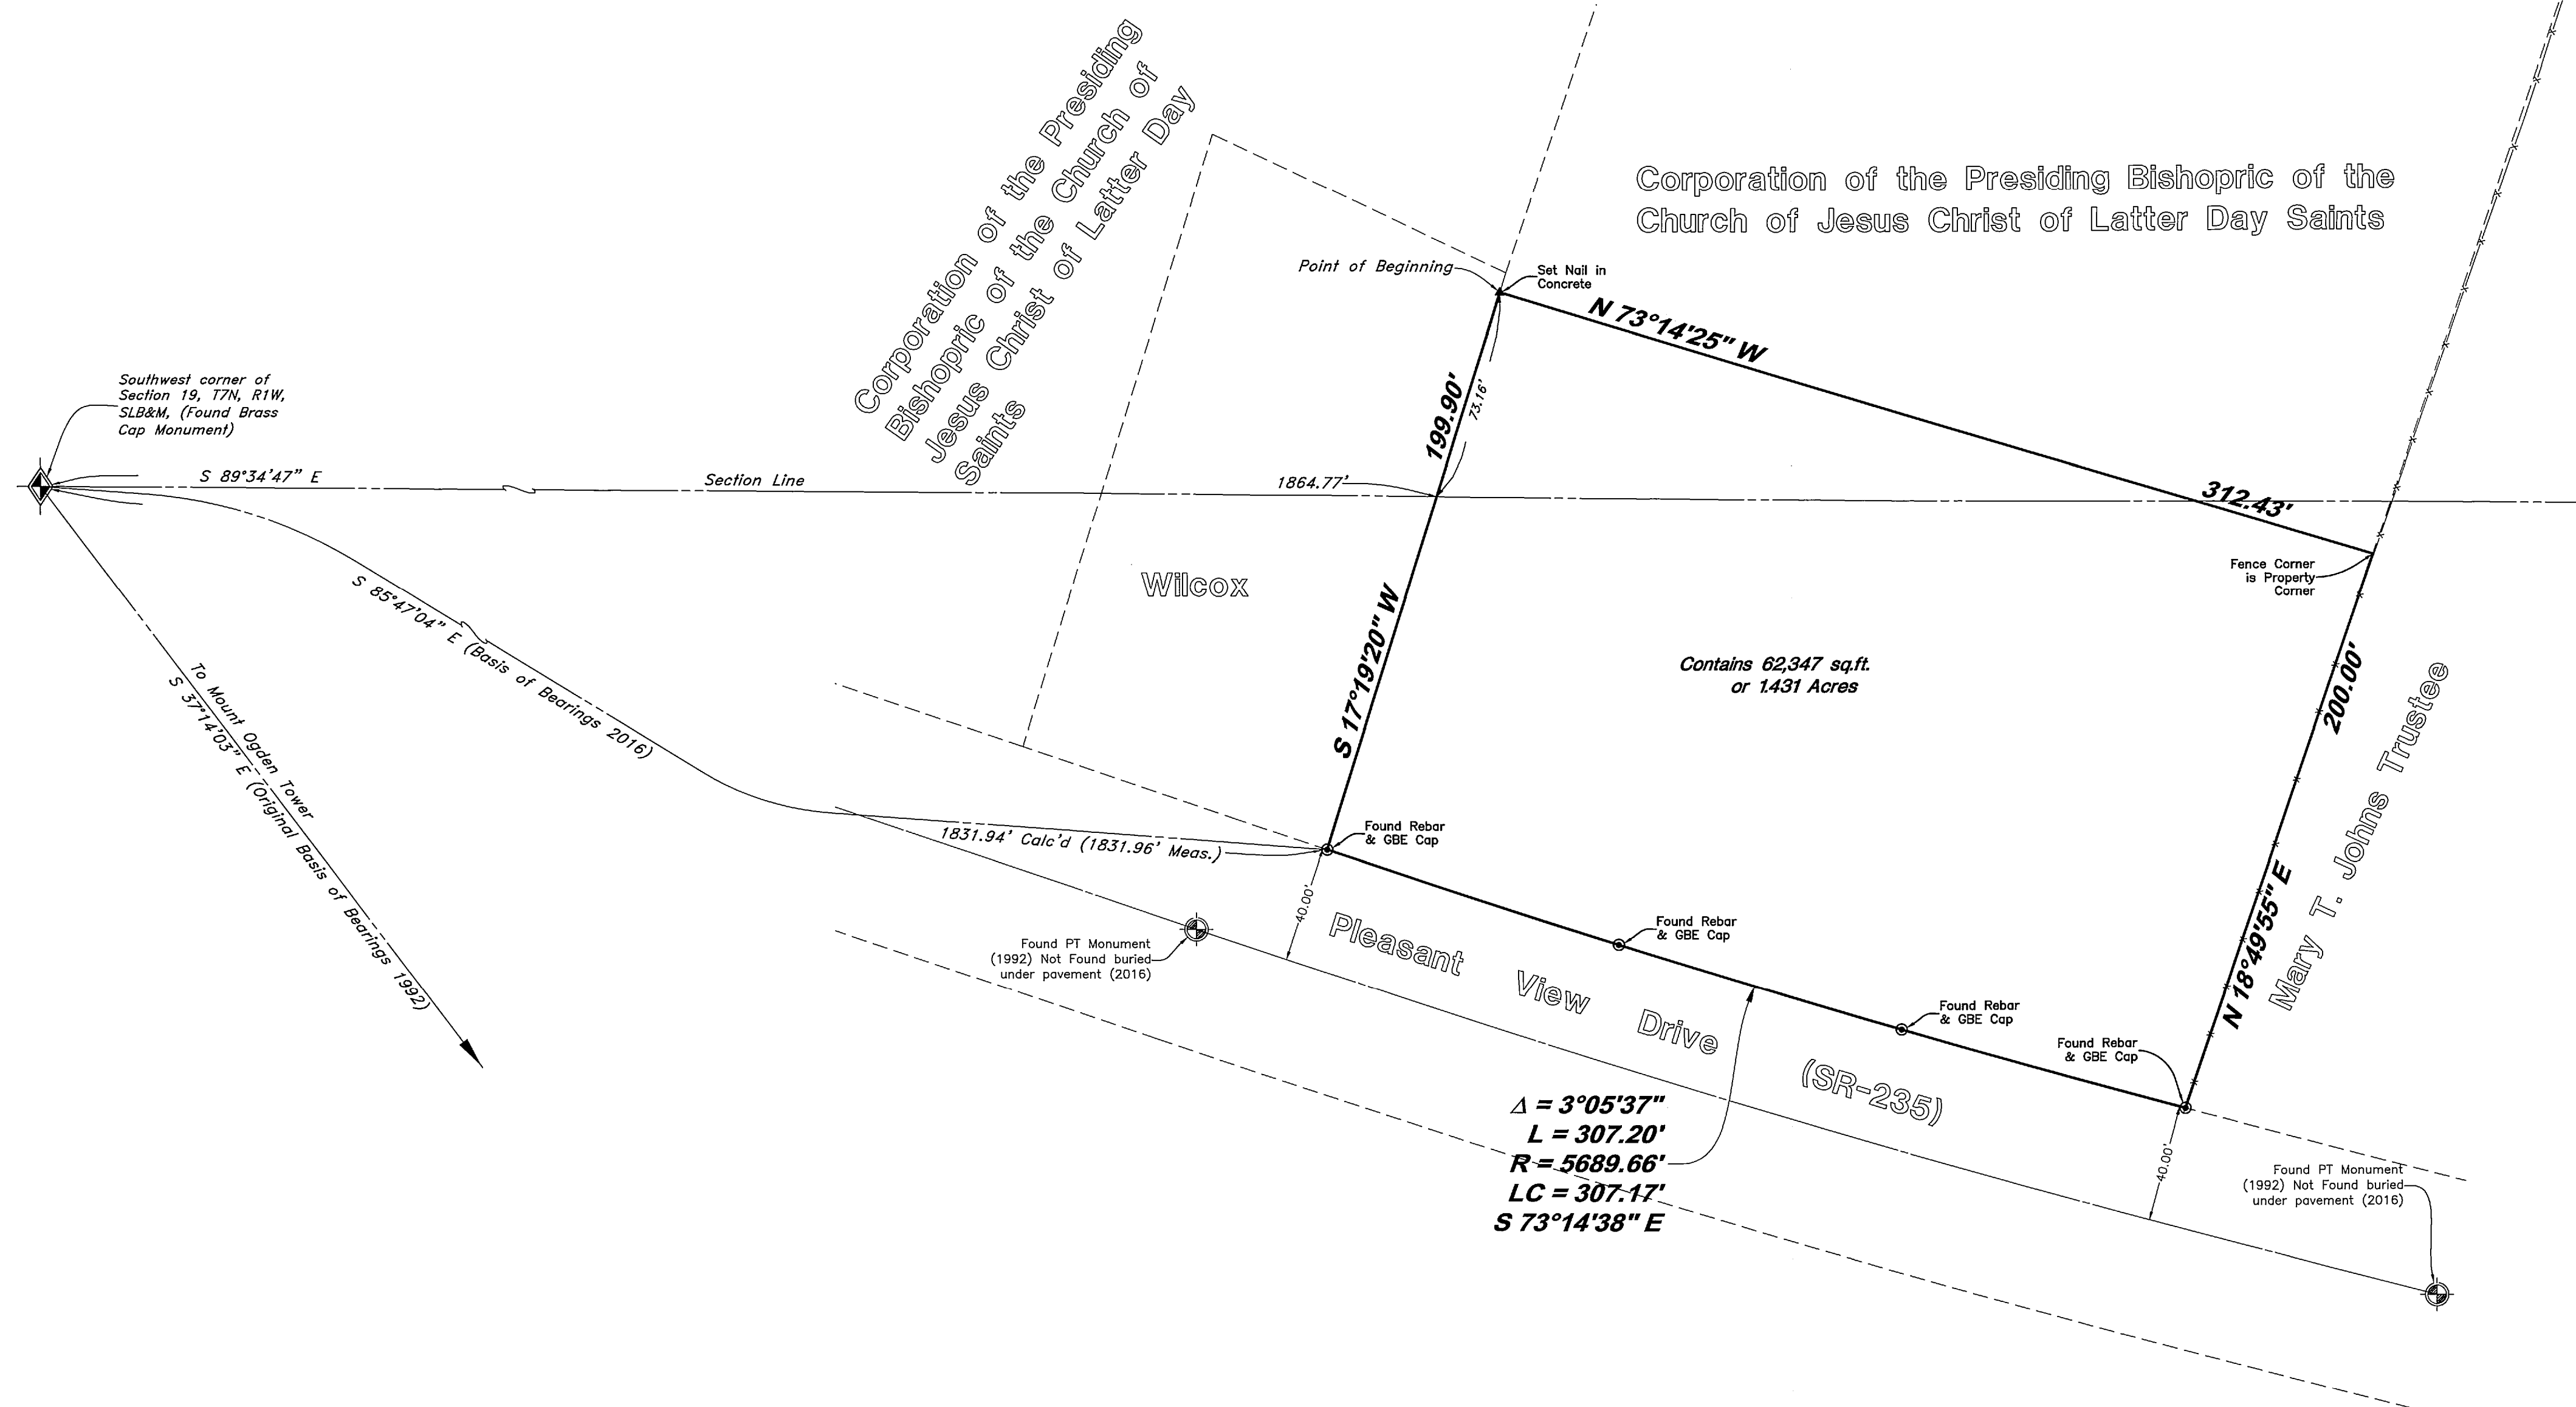 Corporation of the Presiding
Bishopric of the Church of
Jesus Christ of Latter Day
Saints
Corporation of the Presiding Bishopric of the
Church of Jesus Christ of Latter Day Saints
Point of Beginning
Set Nail in
Concrete
N 73°14'25" W
312.43'
199.90'
73.16'
S 17°19'20" W
Southwest corner of
Section 19, T7N, R1W,
SLB&M, (Found Brass
Cap Monument)
S 89°34'47" E
Section Line
1864.77'
Fence Corner
is Property
Corner
Wilcox
S 85°47'04" E (Basis of Bearings 2016)
To Mount Ogden Tower
S 37°14'03" E (Original Basis of Bearings 1992)
Contains 62,347 sq.ft.
or 1.431 Acres
200.00'
N 18°49'55" E
Mary T. Johns Trustee
1831.94' Calc'd (1831.96' Meas.)
Found Rebar
& GBE Cap
40.00'
Found PT Monument
(1992) Not Found buried
under pavement (2016)
Pleasant View Drive (SR-235)
Found Rebar
& GBE Cap
Found Rebar
& GBE Cap
Found Rebar
& GBE Cap
Δ = 3°05'37"
L = 307.20'
R = 5689.66'
LC = 307.17'
S 73°14'38" E
40.00'
Found PT Monument
(1992) Not Found buried
under pavement (2016)